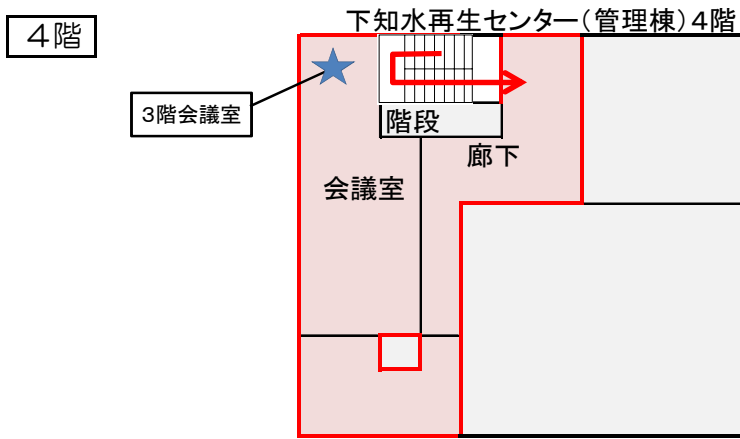 下知水再生センター(管理棟)4階
4階
3階会議室
階段
廊下
会議室